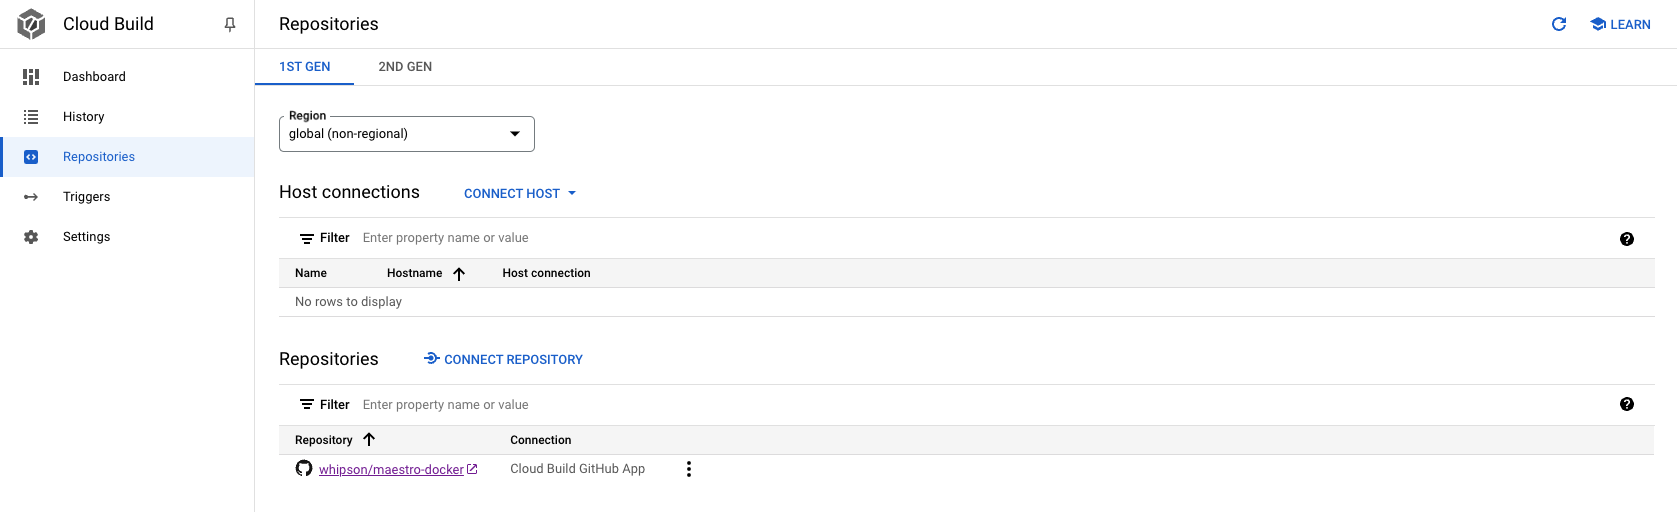 Cloud Build
Repositories
LEARN
Dashboard
History
Repositories
Triggers
Settings
1ST GEN
2ND GEN
Region
global (non-regional)
Host connections
CONNECT HOST
Filter Enter property name or value
Name Hostname Host connection
No rows to display
Repositories
CONNECT REPOSITORY
Filter Enter property name or value
Repository Connection
whipson/maestro-docker Cloud Build GitHub App